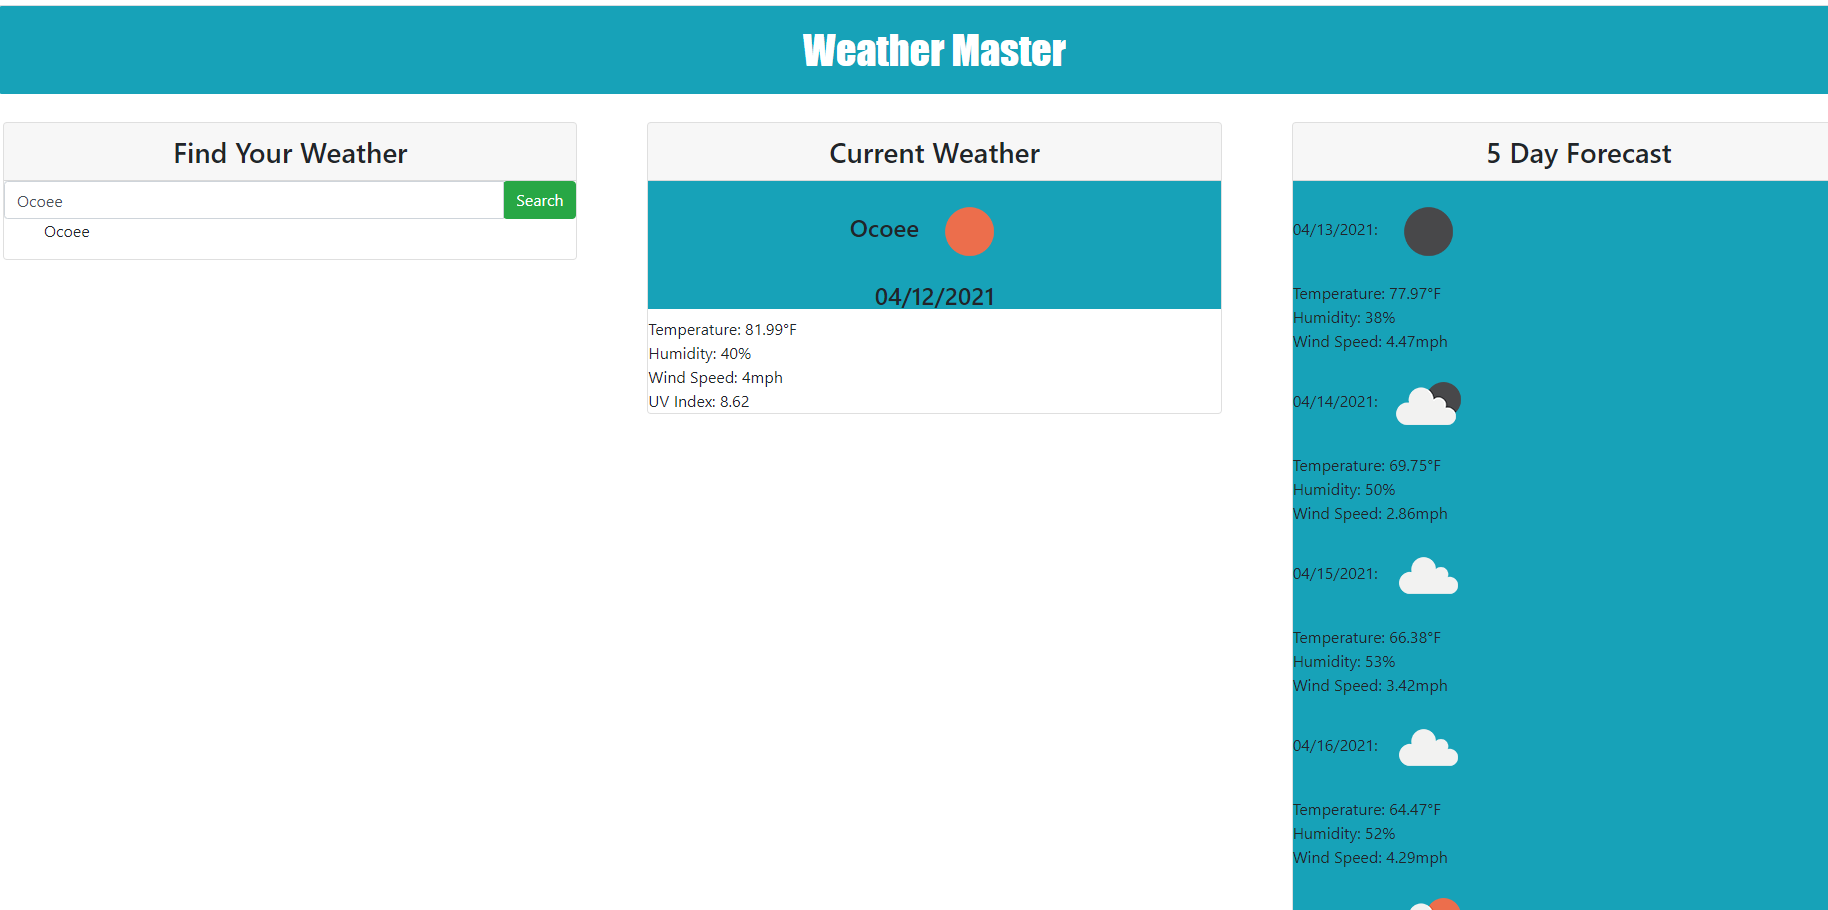 Weather Master
Find Your Weather
Ocoee
Search
Ocoee
Current Weather
Ocoee
04/12/2021
Temperature: 81.99°F
Humidity: 40%
Wind Speed: 4mph
UV Index: 8.62
5 Day Forecast
04/13/2021:
Temperature: 77.97°F
Humidity: 38%
Wind Speed: 4.47mph
04/14/2021:
Temperature: 69.75°F
Humidity: 50%
Wind Speed: 2.86mph
04/15/2021:
Temperature: 66.38°F
Humidity: 53%
Wind Speed: 3.42mph
04/16/2021:
Temperature: 64.47°F
Humidity: 52%
Wind Speed: 4.29mph